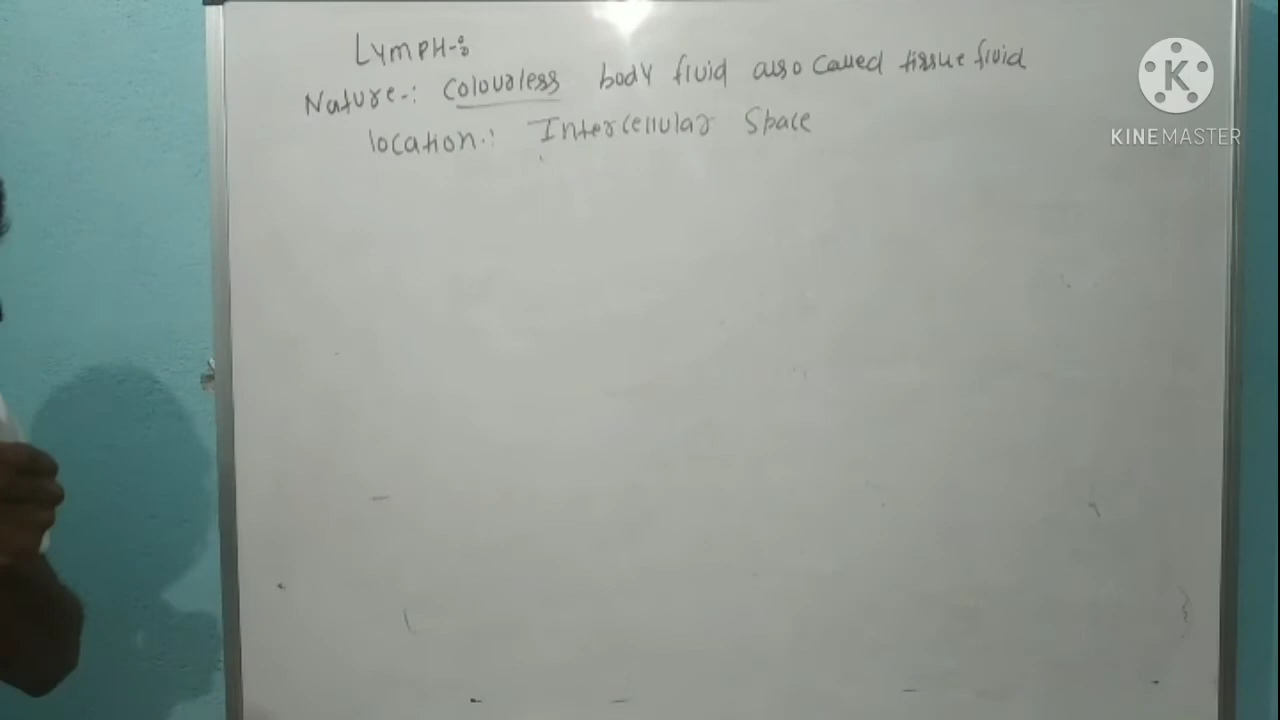 LymPH-:
Nature-: Colourless body fluid also Called tissue fluid
location-: Intercellular Space
K
KINEMASTER